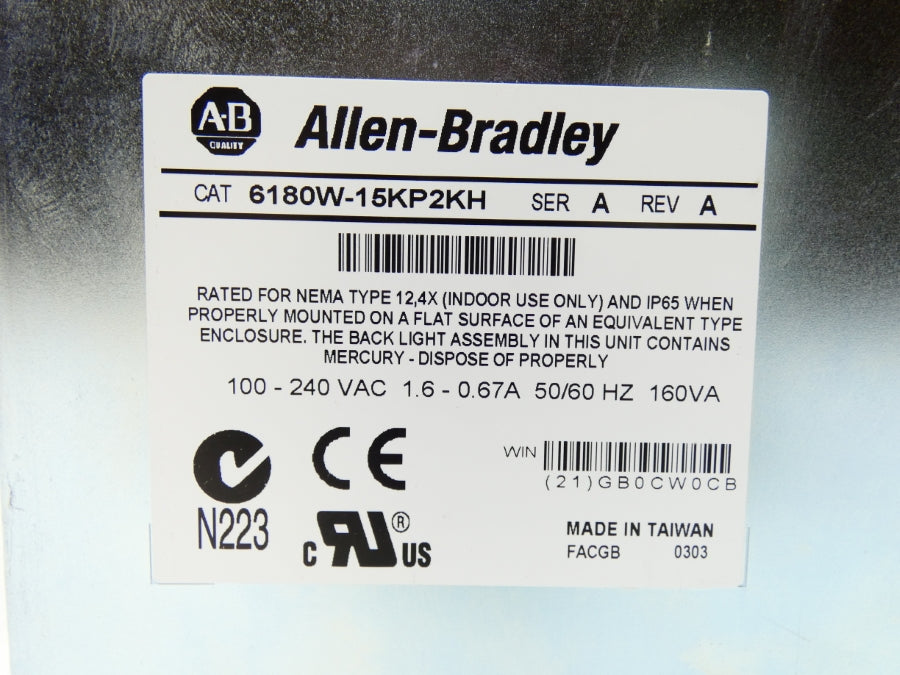 A-B
QUALITY
Allen-Bradley
CAT 6180W-15KP2KH SER A REV A
RATED FOR NEMA TYPE 12,4X (INDOOR USE ONLY) AND IP65 WHEN
PROPERLY MOUNTED ON A FLAT SURFACE OF AN EQUIVALENT TYPE
ENCLOSURE. THE BACK LIGHT ASSEMBLY IN THIS UNIT CONTAINS
MERCURY - DISPOSE OF PROPERLY
100 - 240 VAC 1.6 - 0.67A 50/60 HZ 160VA
CE
WIN
(21)GB0CW0CB
N223
C RU® US
MADE IN TAIWAN
FACGB 0303